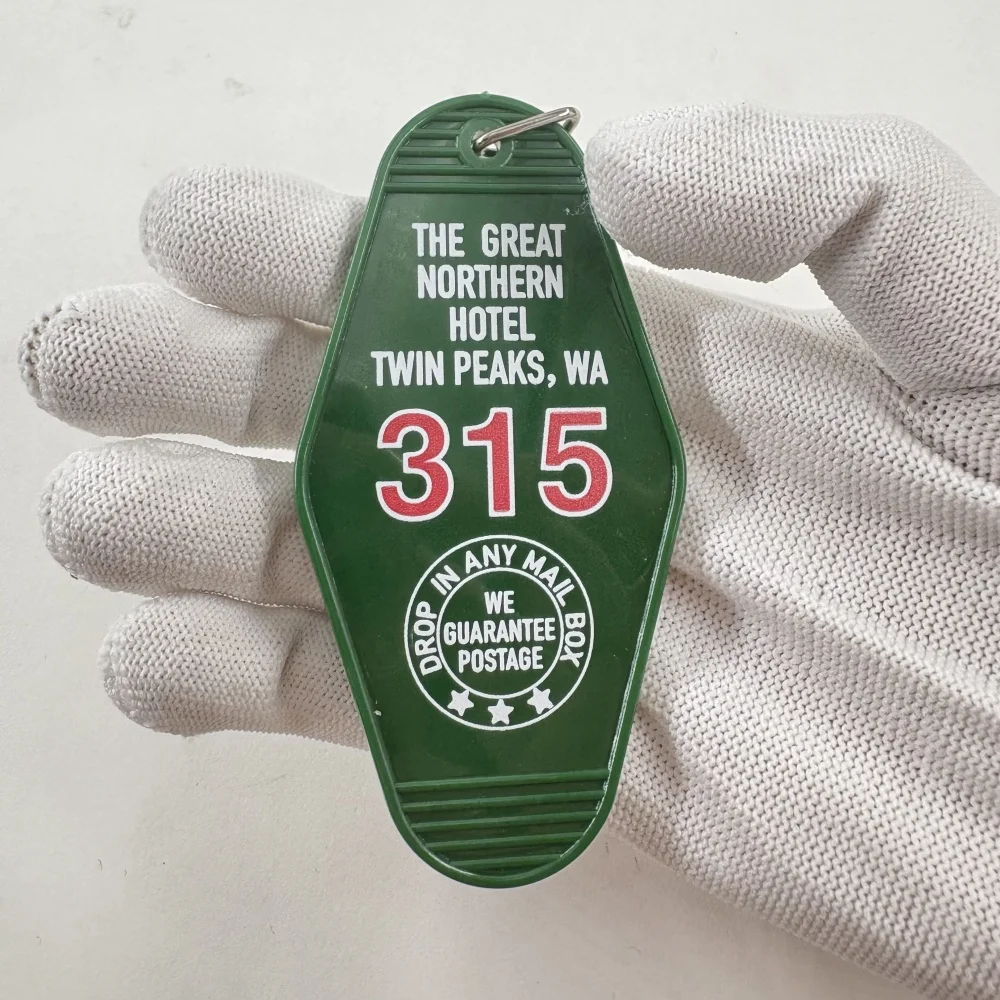 THE GREAT
NORTHERN
HOTEL
TWIN PEAKS, WA
315
DROP IN ANY MAIL BOX
WE
GUARANTEE
POSTAGE